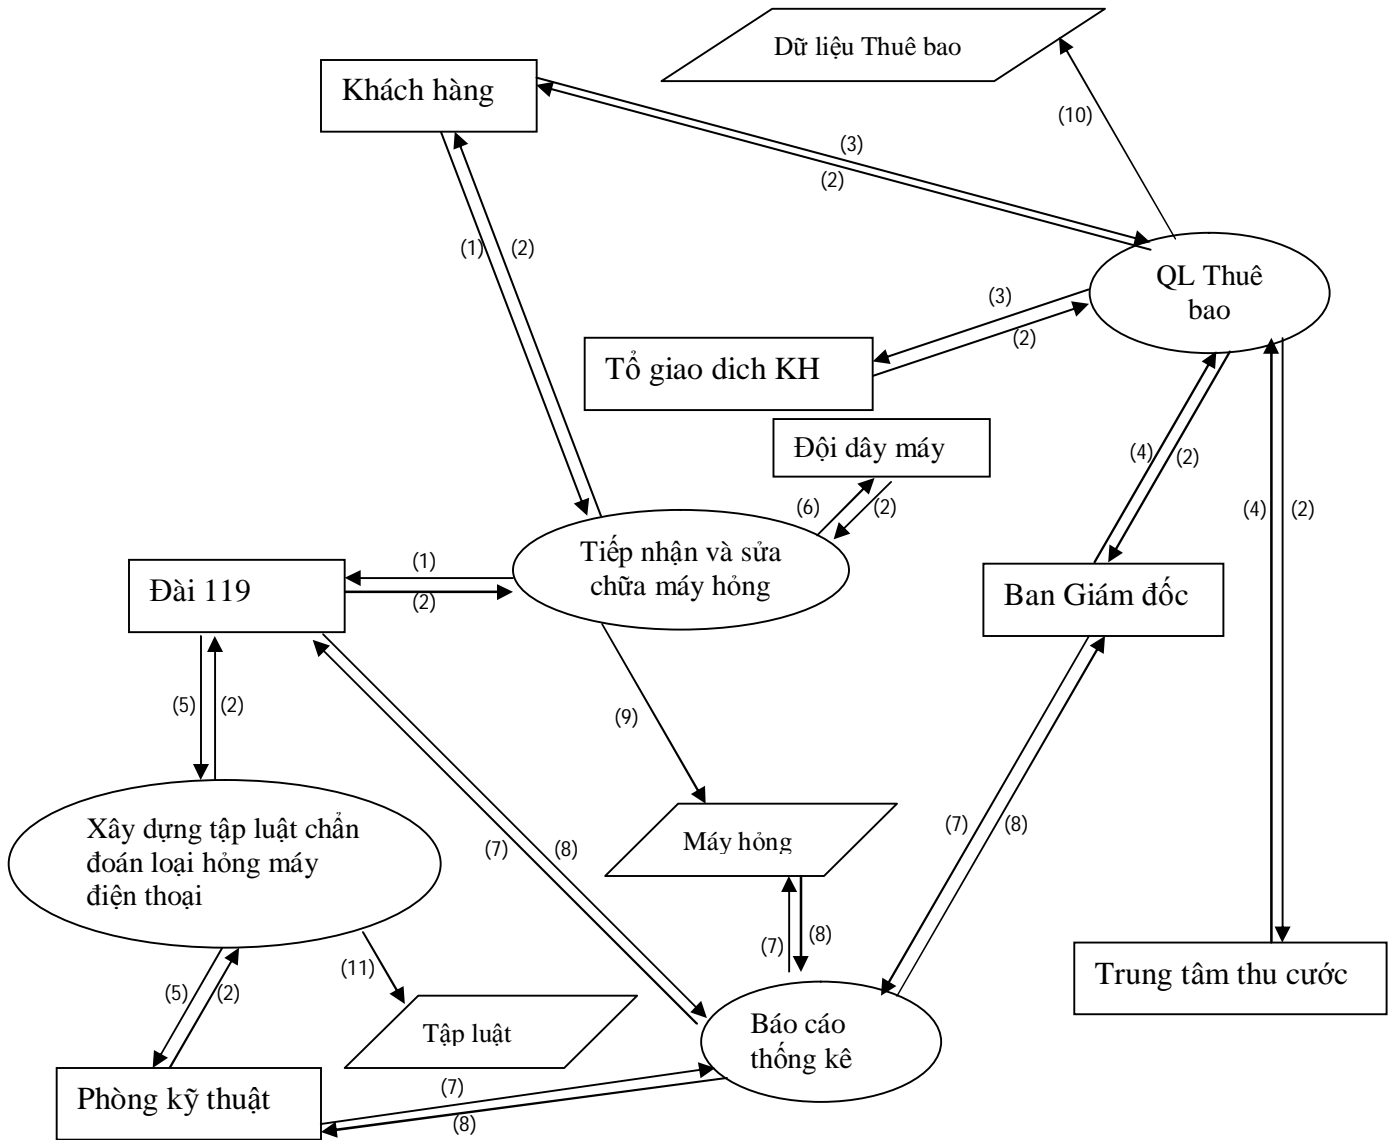 Dữ liệu Thuê bao
Khách hàng
(10)
(3)
(2)
(1)
(2)
QL Thuê
bao
(3)
(2)
Tổ giao dich KH
Đội dây máy
(4)
(2)
(6)
(2)
(4)
(2)
Tiếp nhận và sửa
chữa máy hỏng
(1)
(2)
Đài 119
Ban Giám đốc
(5)
(2)
(9)
Xây dựng tập luật chẩn
đoán loại hỏng máy
điện thoại
(7)
(8)
Máy hỏng
(7)
(8)
(7)
(8)
(11)
(5)
(2)
Trung tâm thu cước
Tập luật
Báo cáo
thống kê
Phòng kỹ thuật
(7)
(8)